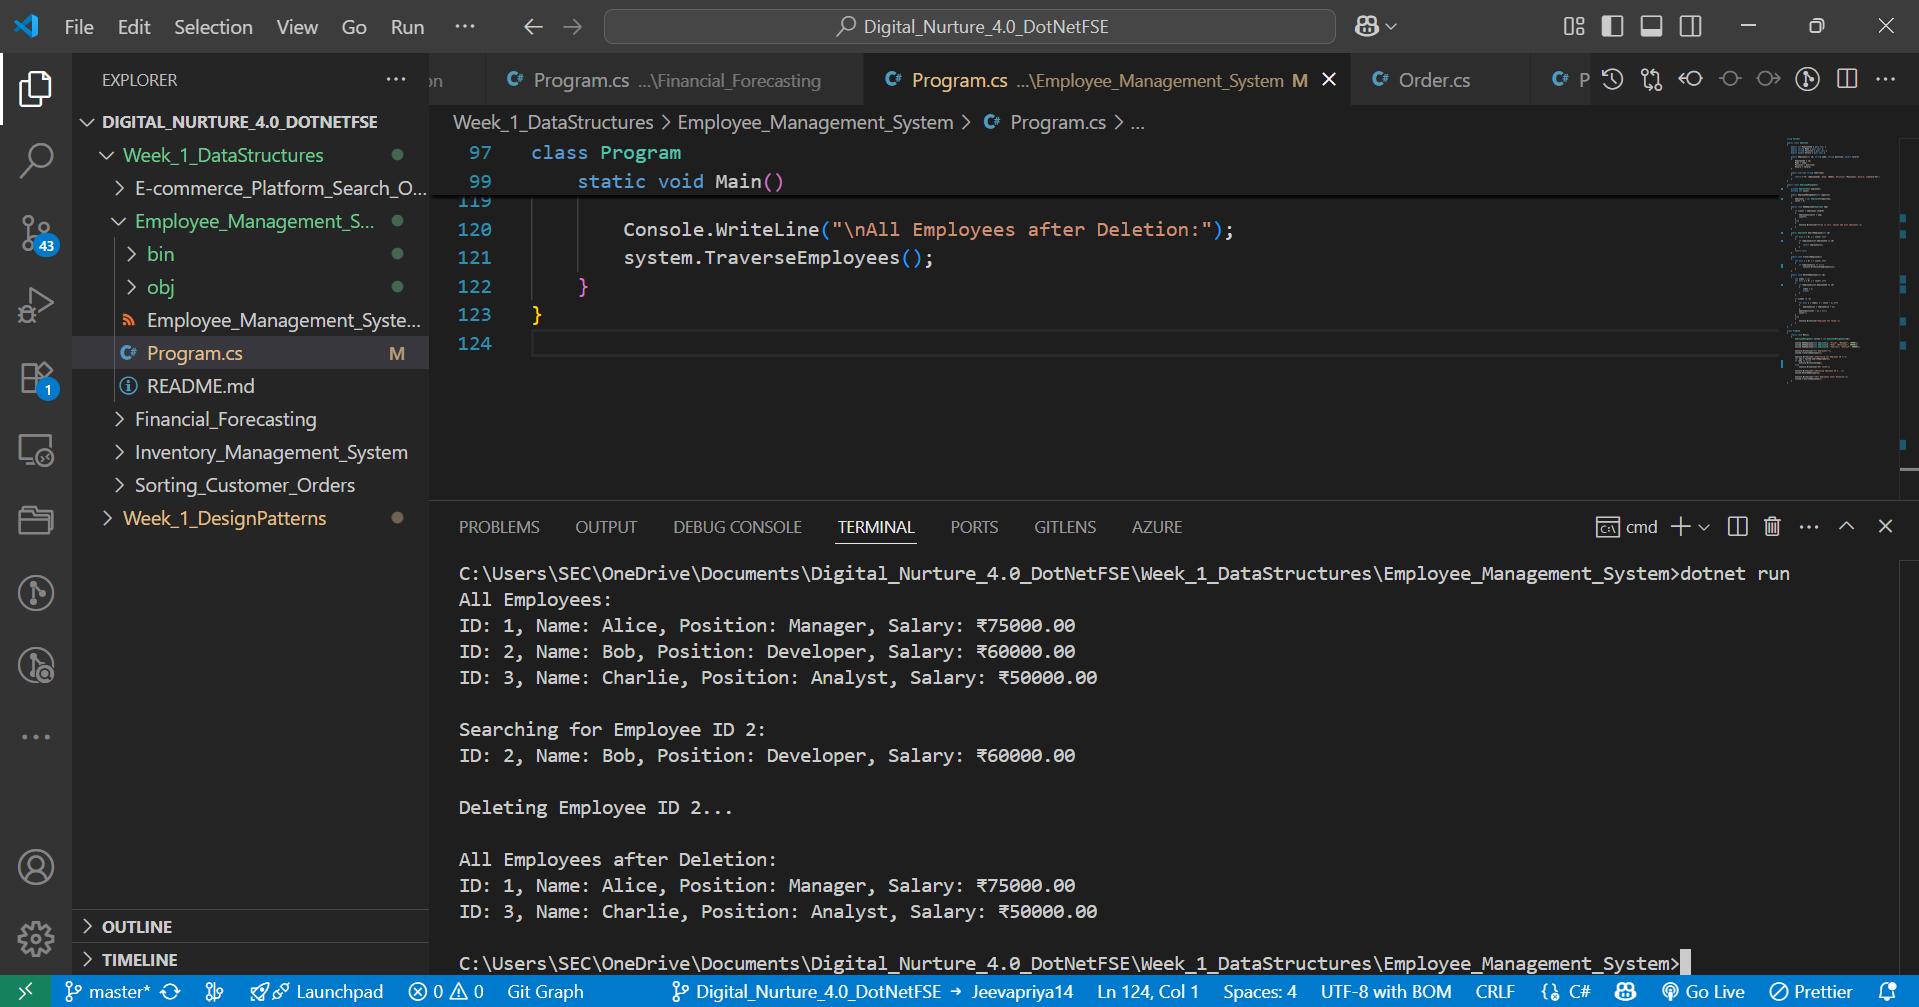 File Edit Selection View Go Run ··· Digital_Nurture_4.0_DotNetFSE
EXPLORER
DIGITAL_NURTURE_4.0_DOTNETFSE
Week_1_DataStructures
E-commerce_Platform_Search_O...
Employee_Management_S...
bin
obj
Employee_Management_Syste...
Program.cs M
README.md
Financial_Forecasting
Inventory_Management_System
Sorting_Customer_Orders
Week_1_DesignPatterns
OUTLINE
TIMELINE
43
1
on Program.cs ...\Financial_Forecasting Program.cs ...\Employee_Management_System M Order.cs P
Week_1_DataStructures > Employee_Management_System > Program.cs > ...
97 class Program
99 static void Main()
119
120 Console.WriteLine("\nAll Employees after Deletion:");
121 system.TraverseEmployees();
122 }
123 }
124
PROBLEMS OUTPUT DEBUG CONSOLE TERMINAL PORTS GITLENS AZURE cmd
C:\Users\SEC\OneDrive\Documents\Digital_Nurture_4.0_DotNetFSE\Week_1_DataStructures\Employee_Management_System>dotnet run
All Employees:
ID: 1, Name: Alice, Position: Manager, Salary: ₹75000.00
ID: 2, Name: Bob, Position: Developer, Salary: ₹60000.00
ID: 3, Name: Charlie, Position: Analyst, Salary: ₹50000.00
Searching for Employee ID 2:
ID: 2, Name: Bob, Position: Developer, Salary: ₹60000.00
Deleting Employee ID 2...
All Employees after Deletion:
ID: 1, Name: Alice, Position: Manager, Salary: ₹75000.00
ID: 3, Name: Charlie, Position: Analyst, Salary: ₹50000.00
C:\Users\SEC\OneDrive\Documents\Digital_Nurture_4.0_DotNetFSE\Week_1_DataStructures\Employee_Management_System>
master* Launchpad 0 0 Git Graph Digital_Nurture_4.0_DotNetFSE → Jeevapriya14 Ln 124, Col 1 Spaces: 4 UTF-8 with BOM CRLF C# Go Live Prettier